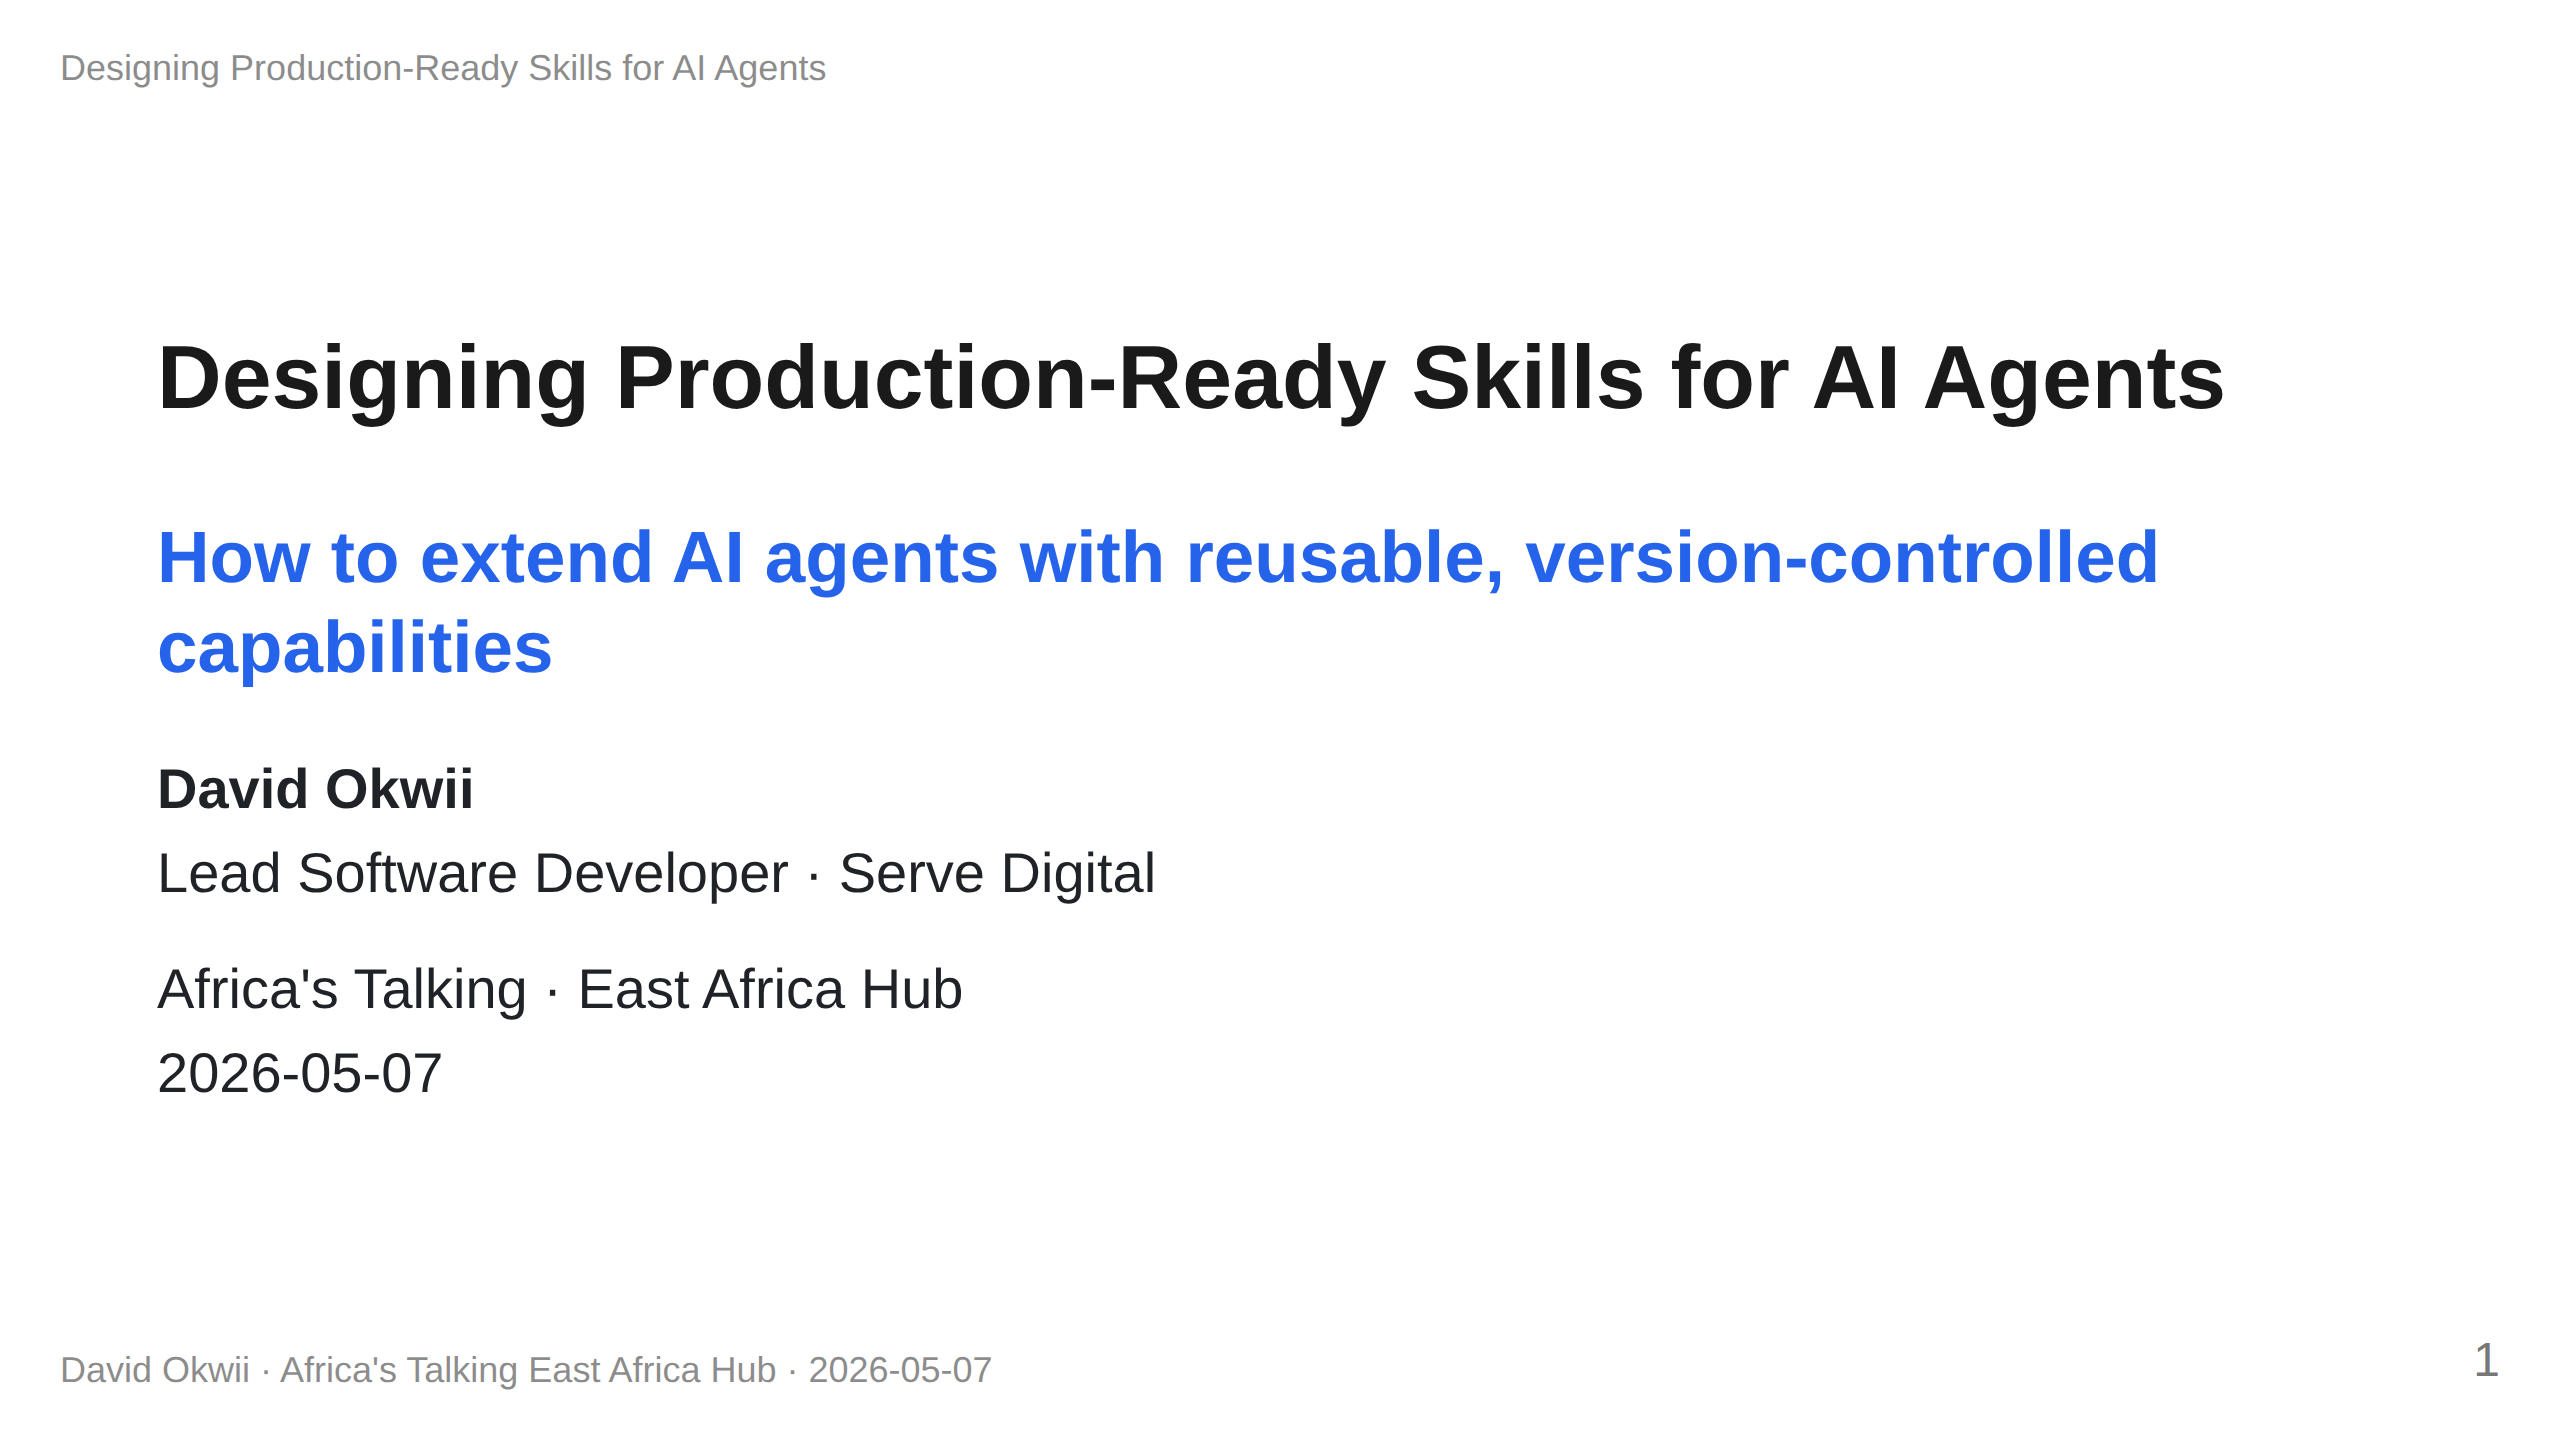 Designing Production-Ready Skills for AI Agents
Designing Production-Ready Skills for AI Agents
How to extend AI agents with reusable, version-controlled
capabilities
David Okwii
Lead Software Developer · Serve Digital
Africa's Talking · East Africa Hub
2026-05-07
David Okwii · Africa's Talking East Africa Hub · 2026-05-07
1